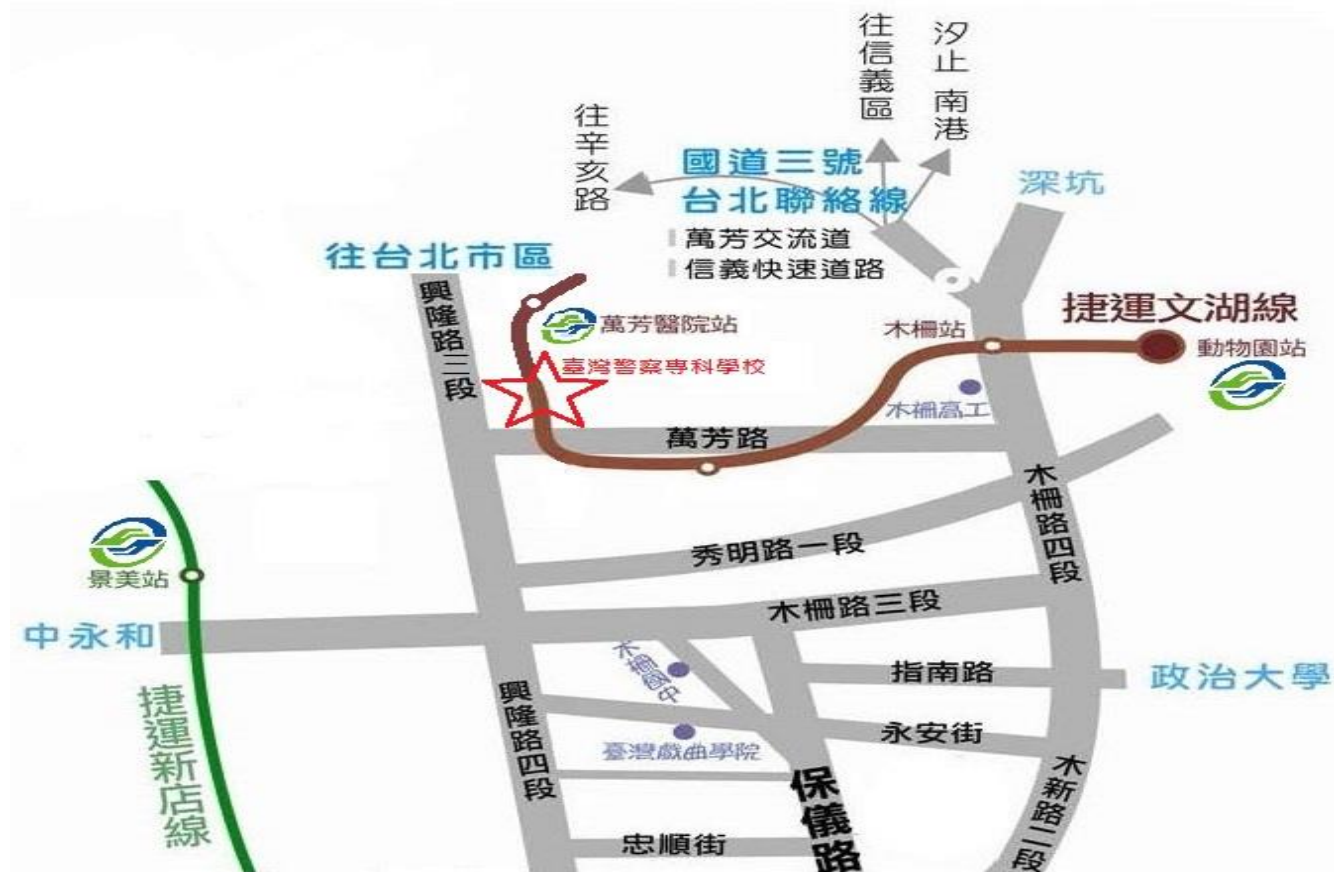 往信義區
汐止 南港
往辛亥路
國道三號
台北聯絡線
萬芳交流道
信義快速道路
深坑
往台北市區
興隆路三段
萬芳醫院站
臺灣警察專科學校
木柵站
捷運文湖線
動物園站
木柵高工
萬芳路
木柵路四段
秀明路一段
景美站
木柵路三段
中永和
木柵國中
指南路
政治大學
捷運新店線
興隆路四段
永安街
臺灣戲曲學院
木新路二段
保儀路
忠順街